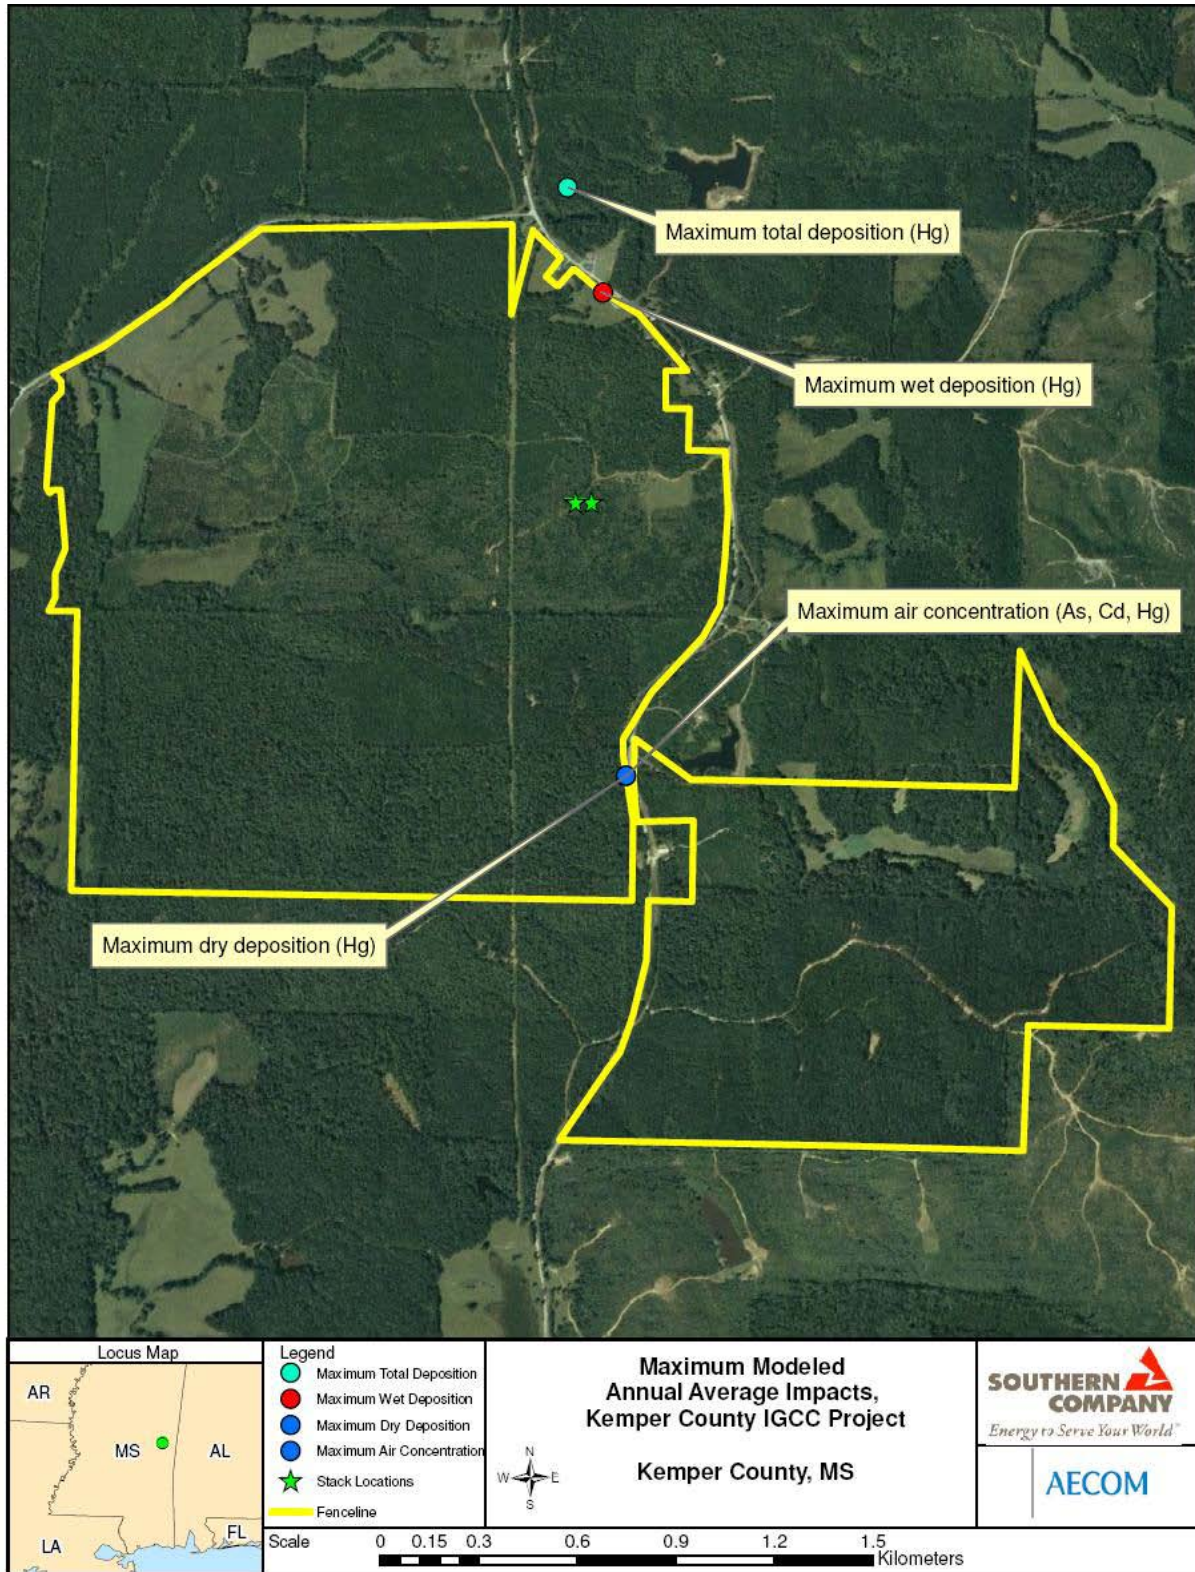 Maximum total deposition (Hg)
Maximum wet deposition (Hg)
Maximum air concentration (As, Cd, Hg)
Maximum dry deposition (Hg)
Locus Map
AR
MS
AL
LA
FL
Legend
Maximum Total Deposition
Maximum Wet Deposition
Maximum Dry Deposition
Maximum Air Concentration
Stack Locations
Fenceline
Maximum Modeled
Annual Average Impacts,
Kemper County IGCC Project
Kemper County, MS
N
W E
S
SOUTHERN
COMPANY
Energy to Serve Your World
AECOM
Scale
0 0.15 0.3 0.6 0.9 1.2 1.5
Kilometers